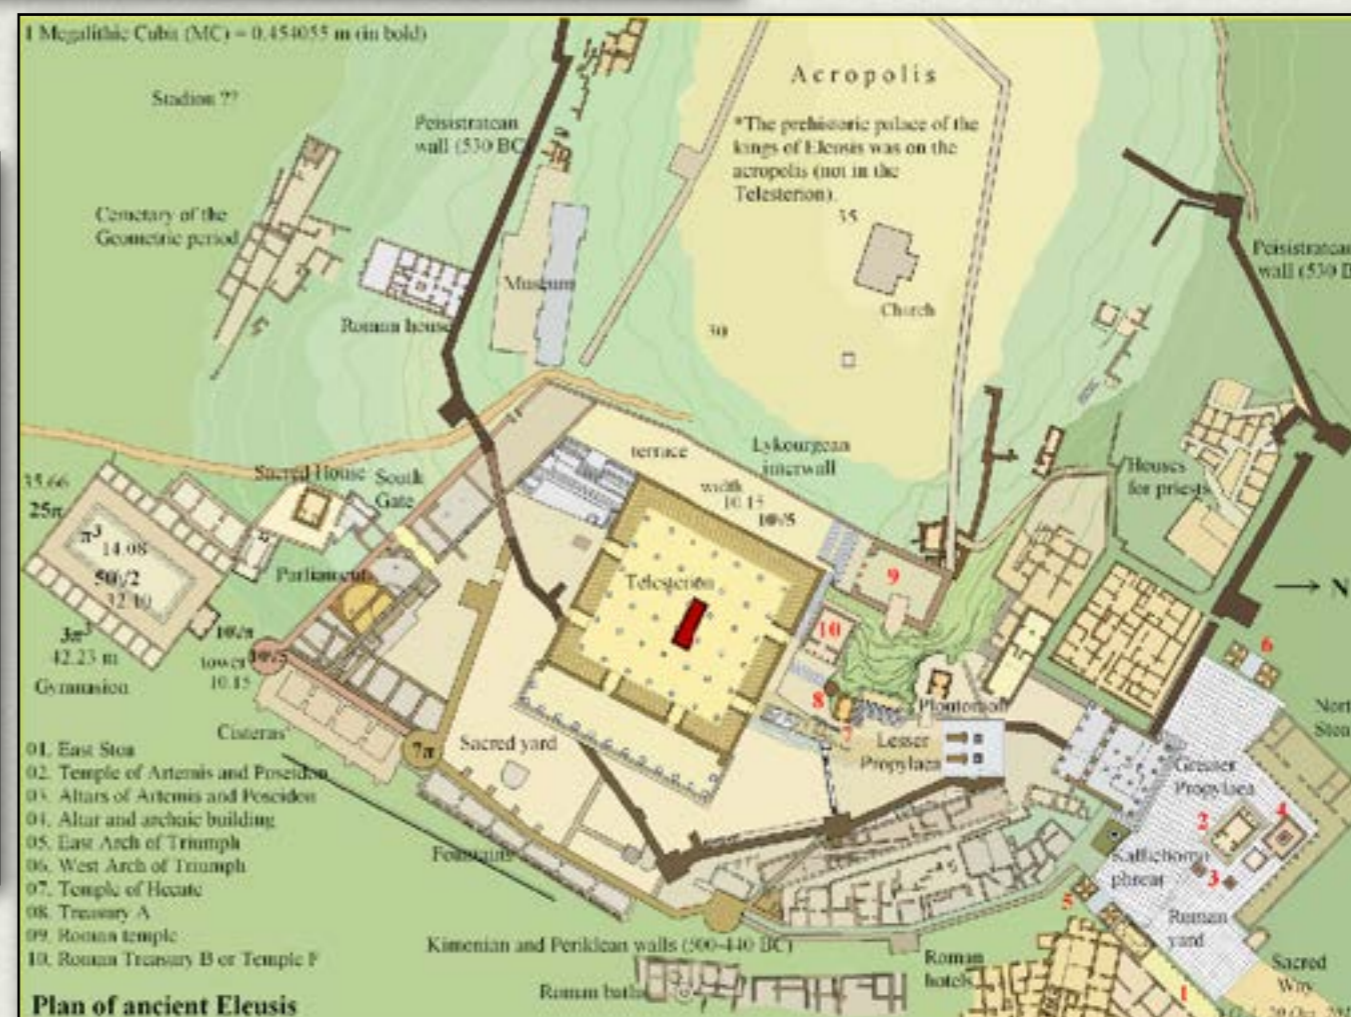 1 Megalithic Cubit (MC) = 0.454055 m (in bold)
Stadion ??
Acropolis
Peisistratean
wall (530 BC
*The prehistoric palace of the
kings of Eleusis was on the
acropolis (not in the
Telesterion).
35
Cemetary of the
Geometric period
Peisistratean
wall (530 B
Museum
Roman house
Church
30
terrace
Lykourgean
interwall
width
10.15
10√5
Houses
for priests
Sacred House
South
Gate
35.66
25π
π³
14.08
50√2
32.10
3π³
42.23 m
Gymnasion
Parliament
Telesterion
9
10
N
6
10√5
tower
10.15
8
7
Ploutonion
Lesser
Propylaea
Cisterns
7π
Sacred yard
Greater
Propylaea
2
4
3
Kallichoron
phrear
5
Roman
yard
01. East Stoa
02. Temple of Artemis and Poseidon
03. Altars of Artemis and Poseidon
04. Altar and archaic building
05. East Arch of Triumph
06. West Arch of Triumph
07. Temple of Hecate
08. Treasury A
09. Roman temple
10. Roman Treasury B or Temple F
Fountains
Kimonian and Periklean walls (500-440 BC)
Roman baths
Roman
hotels
Sacred
Way
1
Plan of ancient Eleusis